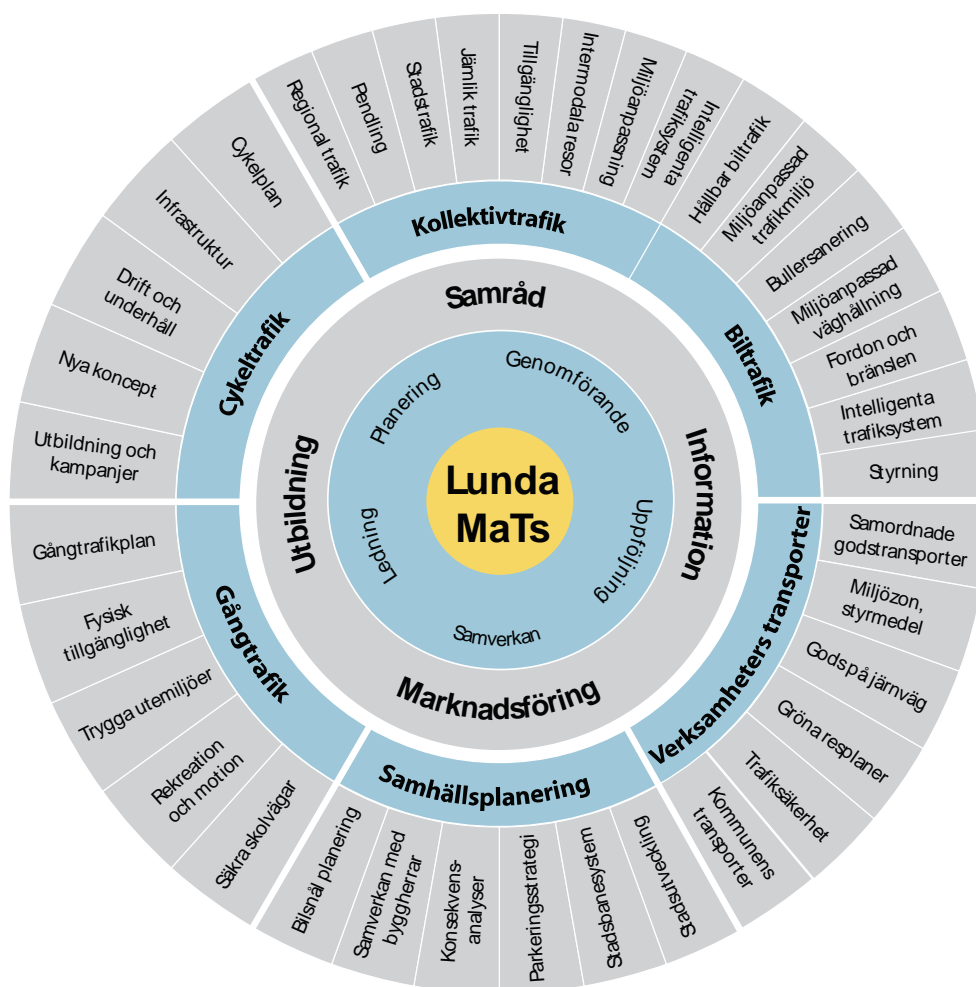 Lunda
MaTs
Planering
Genomförande
Uppföljning
Samverkan
Ledning
Samråd
Information
Marknadsföring
Utbildning
Kollektivtrafik
Regional trafik
Pendling
Stadstrafik
Jämlik trafik
Tillgänglighet
Intermodala resor
Miljöanpassning
Intelligenta
trafiksystem
Biltrafik
Hållbar biltrafik
Miljöanpassad
trafikmiljö
Bullersanering
Miljöanpassad
väghållning
Fordon och
bränslen
Intelligenta
trafiksystem
Styrning
Verksamheters transporter
Samordnade
godstransporter
Miljözon,
styrmedel
Gods på järnväg
Gröna resplaner
Trafiksäkerhet
Kommunens
transporter
Samhällsplanering
Stadsutveckling
Stadsbanesystem
Parkeringsstrategi
Konsekvens-
analyser
Samverkan med
byggherrar
Bilsnål planering
Gångtrafik
Säkra skolvägar
Rekreation
och motion
Trygga utemiljöer
Fysisk
tillgänglighet
Gångtrafikplan
Cykeltrafik
Utbildning och
kampanjer
Nya koncept
Drift och
underhåll
Infrastruktur
Cykelplan